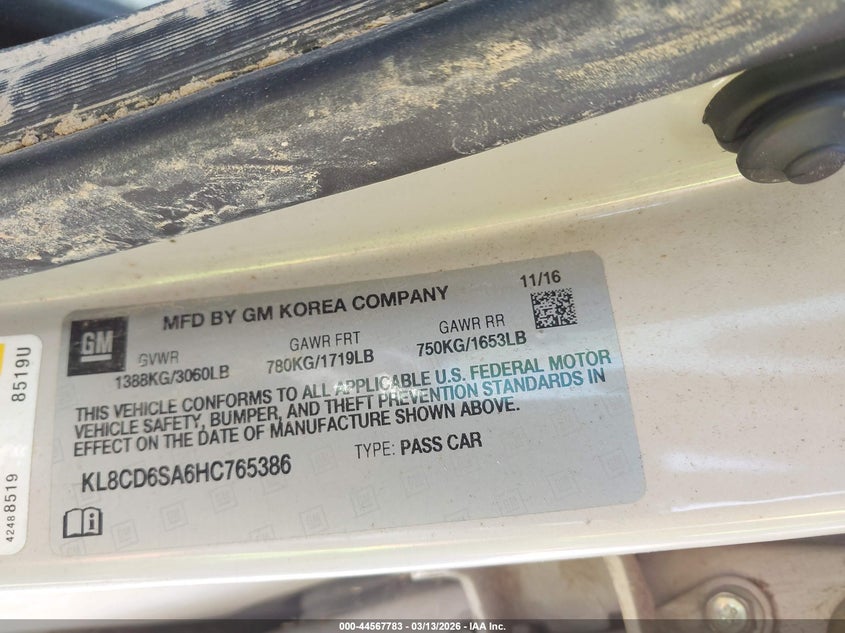 GM
MFD BY GM KOREA COMPANY
11/16
GVWR
1388KG/3060LB
GAWR FRT
780KG/1719LB
GAWR RR
750KG/1653LB
THIS VEHICLE CONFORMS TO ALL APPLICABLE U.S. FEDERAL MOTOR
VEHICLE SAFETY, BUMPER, AND THEFT PREVENTION STANDARDS IN
EFFECT ON THE DATE OF MANUFACTURE SHOWN ABOVE.
KL8CD6SA6HC765386
TYPE: PASS CAR
8519U
42488519
000-44567783 - 03/13/2026 - IAA Inc.